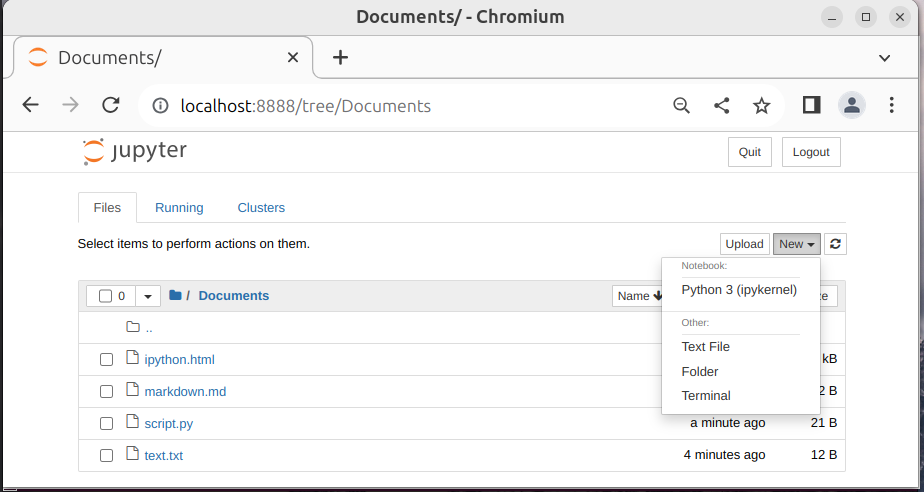 Documents/ - Chromium
Documents/
localhost:8888/tree/Documents
jupyter
Quit
Logout
Files
Running
Clusters
Select items to perform actions on them.
Upload
New
Notebook:
Python 3 (ipykernel)
Other:
Text File
Folder
Terminal
0
/ Documents
Name
ze
..
ipython.html
kB
markdown.md
2 B
script.py
a minute ago
21 B
text.txt
4 minutes ago
12 B